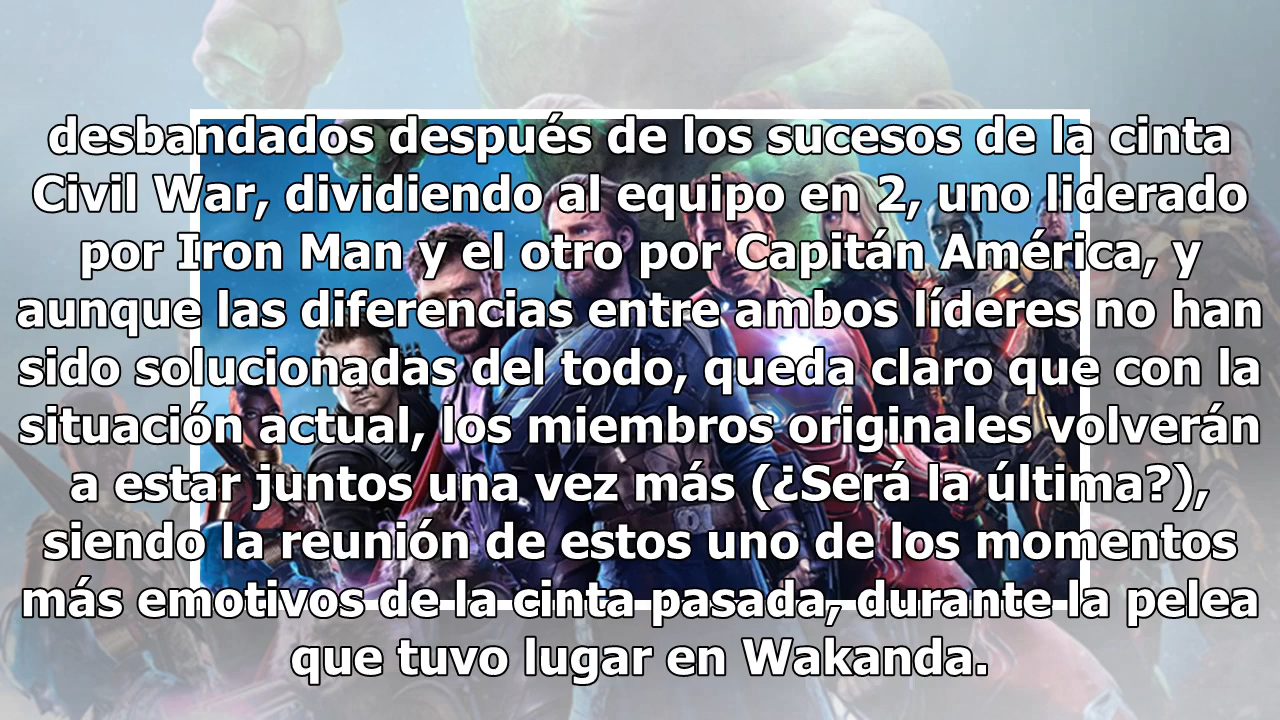 desbandados después de los sucesos de la cinta
Civil War, dividiendo al equipo en 2, uno liderado
por Iron Man y el otro por Capitán América, y
aunque las diferencias entre ambos líderes no han
sido solucionadas del todo, queda claro que con la
situación actual, los miembros originales volverán
a estar juntos una vez más (¿Será la última?),
siendo la reunión de estos uno de los momentos
más emotivos de la cinta pasada, durante la pelea
que tuvo lugar en Wakanda.